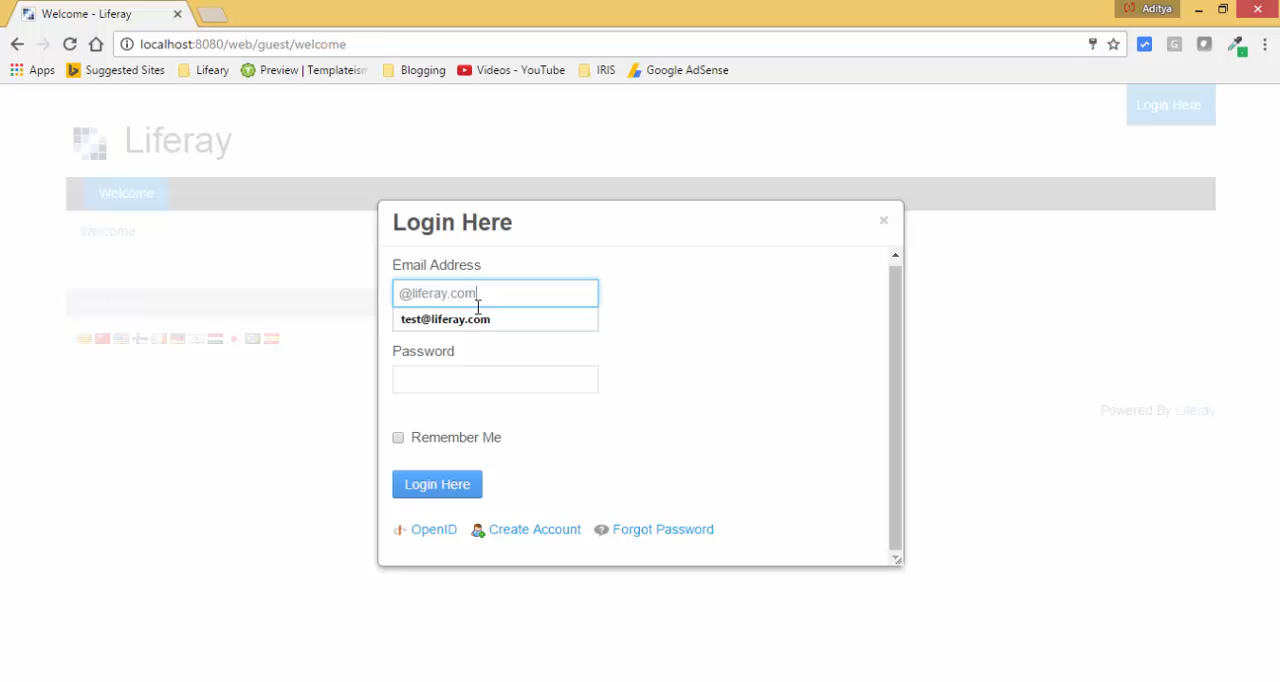 Welcome - Liferay
Aditya
localhost:8080/web/guest/welcome
Apps
Suggested Sites
Liferay
Preview | Templateism
Blogging
Videos - YouTube
IRIS
Google AdSense
Login Here
Liferay
Welcome
Welcome
Login Here
×
Email Address
@liferay.com
test@liferay.com
Password
Remember Me
Login Here
OpenID
Create Account
Forgot Password
Powered By Liferay